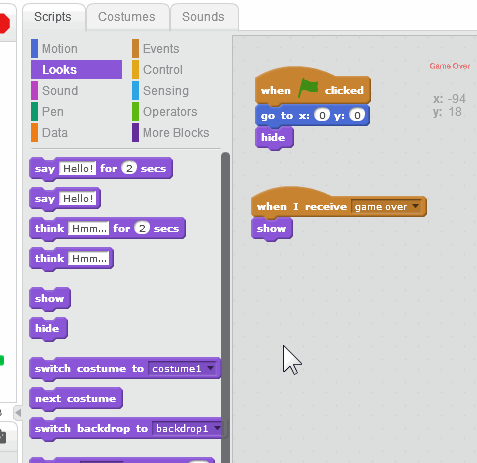 Scripts Costumes Sounds
Motion Events
Looks Control
Sound Sensing
Pen Operators
Data More Blocks
say Hello! for 2 secs
say Hello!
think Hmm... for 2 secs
think Hmm...
show
hide
switch costume to costume1
next costume
switch backdrop to backdrop1
Game Over
x: -94
y: 18
when clicked
go to x: 0 y: 0
hide
when I receive game over
show